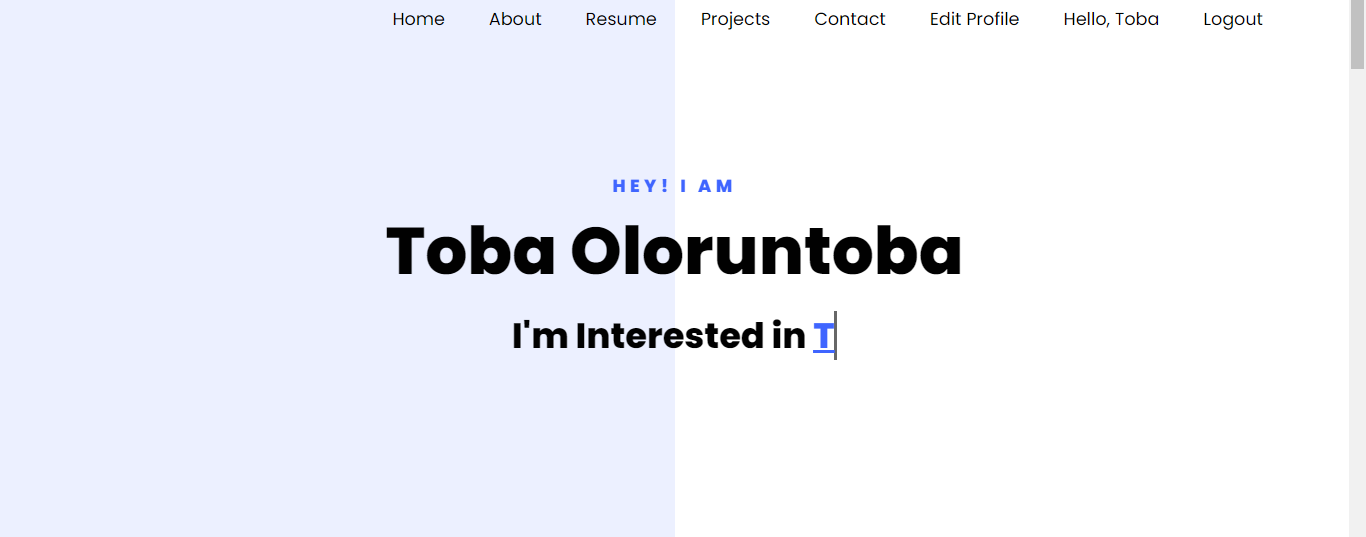 Home About Resume Projects Contact Edit Profile Hello, Toba Logout
HEY! I AM
Toba Oloruntoba
I'm Interested in T